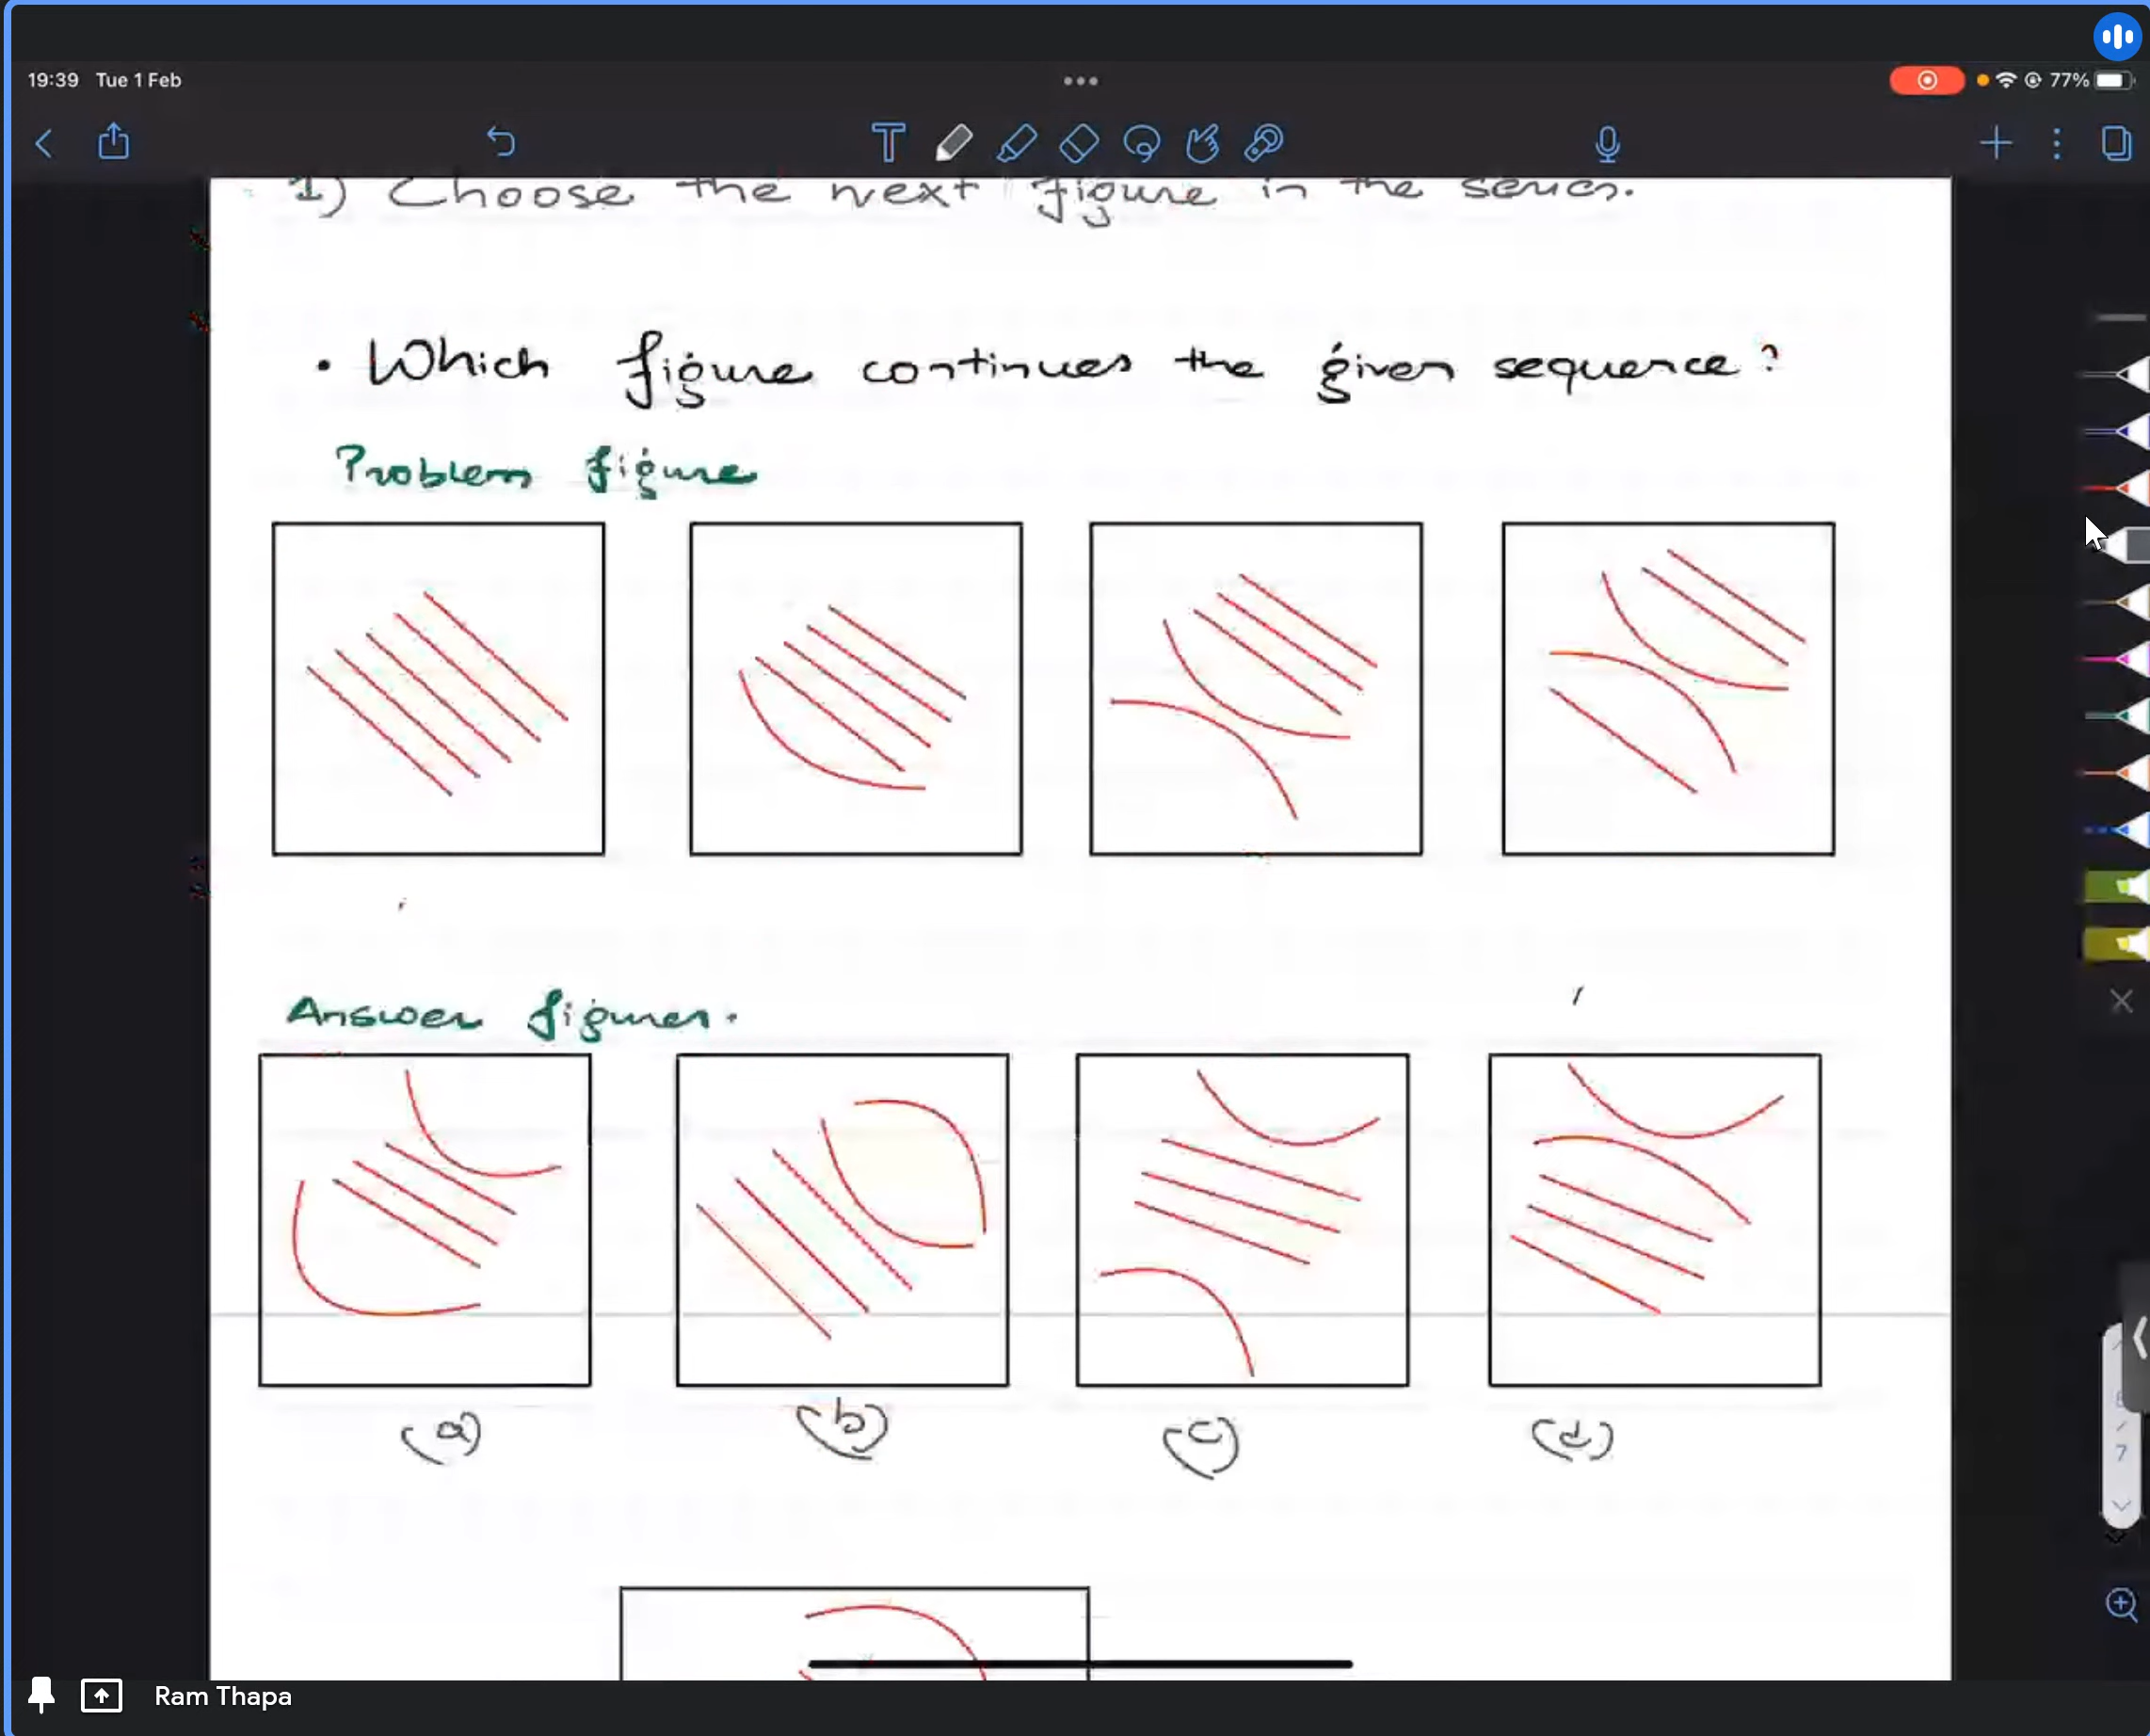 19:39 Tue 1 Feb
77%
1) Choose the next figure in the series.
• Which figure continues the given sequence?
Problem figure
Answer figures.
(a) (b) (c) (d)
7
Ram Thapa